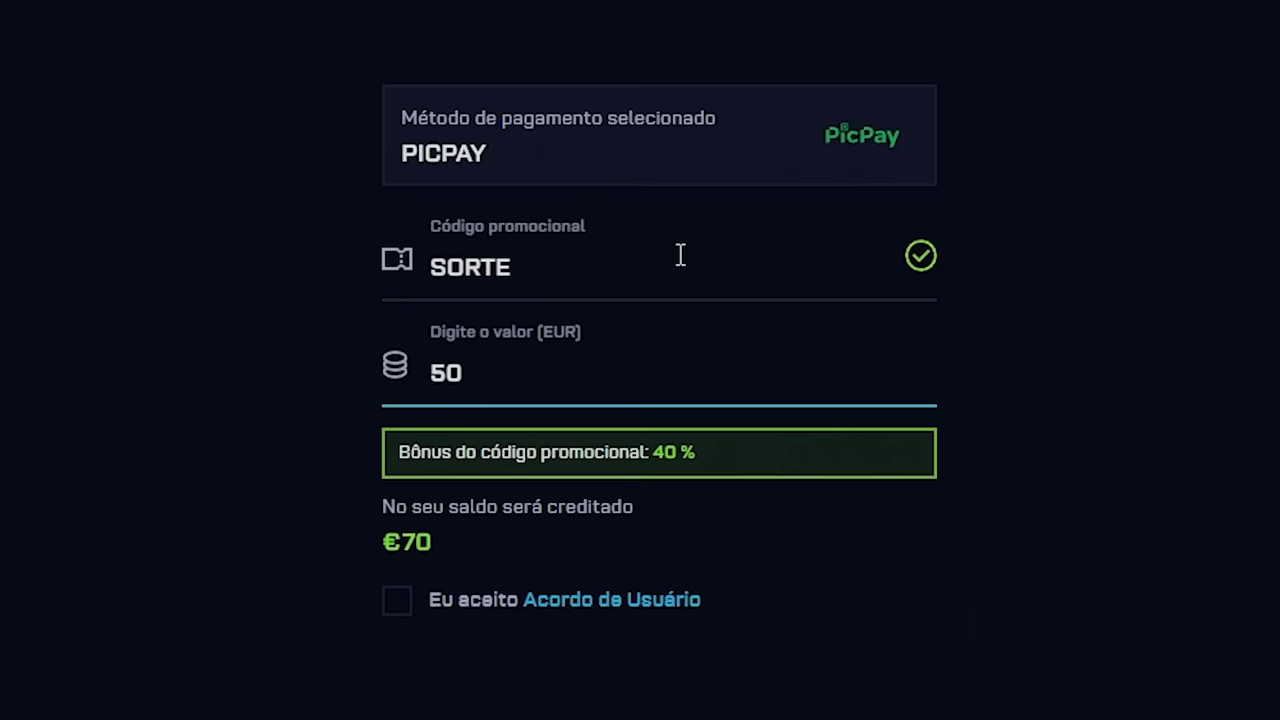 Método de pagamento selecionado
PICPAY
PicPay
Código promocional
SORTE
Digite o valor (EUR)
50
Bônus do código promocional: 40 %
No seu saldo será creditado
€70
Eu aceito Acordo de Usuário